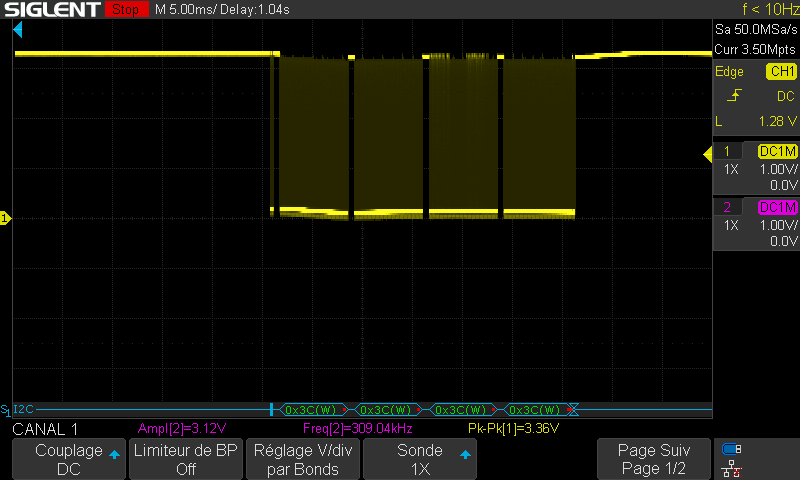 SIGLENT Stop M 5.00ms/ Delay:1.04s f < 10Hz
Sa 50.0MSa/s
Curr 3.50Mpts
Edge CH1
DC
L 1.28 V
1 DC1M
1X 1.00V/
0.0V
2 DC1M
1X 1.00V/
0.0V
1
S1 I2C 0x3C(W) 0x3C(W) 0x3C(W) 0x3C(W)
CANAL 1 Ampl[2]=3.12V Freq[2]=309.04kHz Pk-Pk[1]=3.36V
Couplage Limiteur de BP Réglage V/div Sonde Page Suiv
DC Off par Bonds 1X Page 1/2